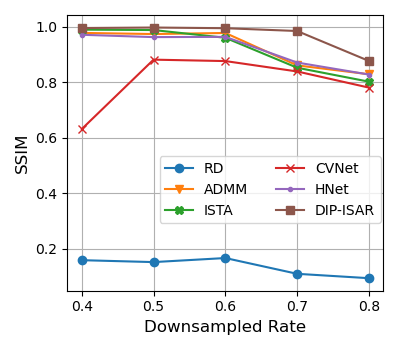 1.0
0.8
0.6
0.4
0.2
SSIM
RD
ADMM
ISTA
CVNet
HNet
DIP-ISAR
0.4 0.5 0.6 0.7 0.8
Downsampled Rate